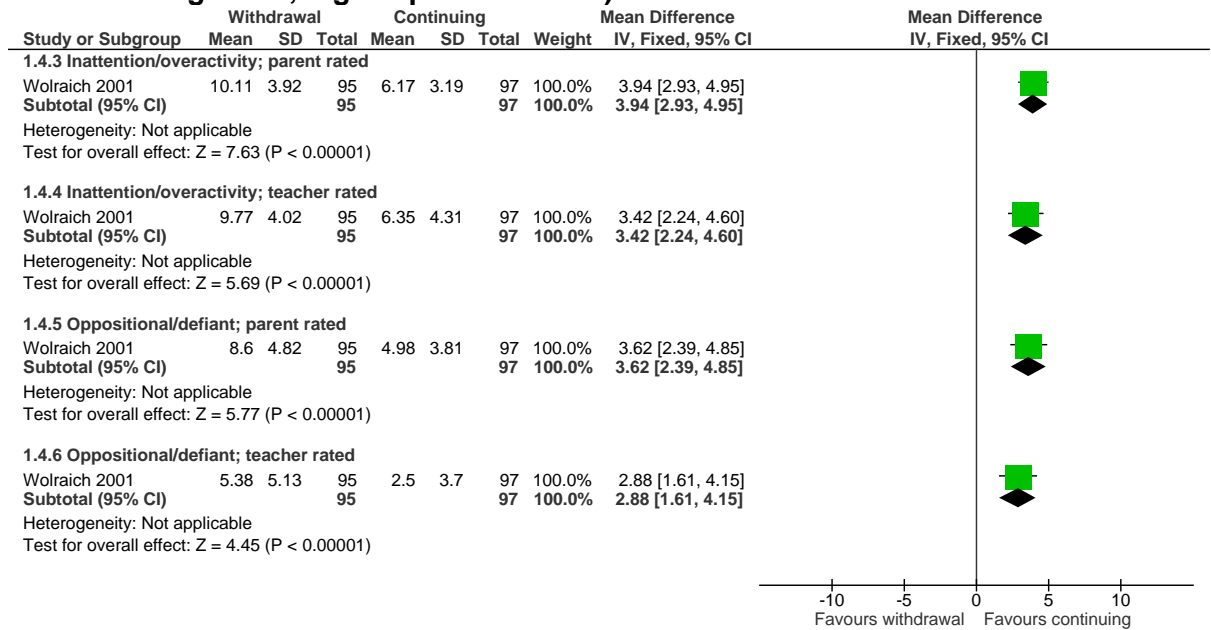 Withdrawal Continuing Mean Difference Mean Difference
Study or Subgroup Mean SD Total Mean SD Total Weight IV, Fixed, 95% CI IV, Fixed, 95% CI
1.4.3 Inattention/overactivity; parent rated
Wolraich 2001 10.11 3.92 95 6.17 3.19 97 100.0% 3.94 [2.93, 4.95]
Subtotal (95% CI) 95 97 100.0% 3.94 [2.93, 4.95]
Heterogeneity: Not applicable
Test for overall effect: Z = 7.63 (P < 0.00001)
1.4.4 Inattention/overactivity; teacher rated
Wolraich 2001 9.77 4.02 95 6.35 4.31 97 100.0% 3.42 [2.24, 4.60]
Subtotal (95% CI) 95 97 100.0% 3.42 [2.24, 4.60]
Heterogeneity: Not applicable
Test for overall effect: Z = 5.69 (P < 0.00001)
1.4.5 Oppositional/defiant; parent rated
Wolraich 2001 8.6 4.82 95 4.98 3.81 97 100.0% 3.62 [2.39, 4.85]
Subtotal (95% CI) 95 97 100.0% 3.62 [2.39, 4.85]
Heterogeneity: Not applicable
Test for overall effect: Z = 5.77 (P < 0.00001)
1.4.6 Oppositional/defiant; teacher rated
Wolraich 2001 5.38 5.13 95 2.5 3.7 97 100.0% 2.88 [1.61, 4.15]
Subtotal (95% CI) 95 97 100.0% 2.88 [1.61, 4.15]
Heterogeneity: Not applicable
Test for overall effect: Z = 4.45 (P < 0.00001)
-10 -5 0 5 10
Favours withdrawal Favours continuing